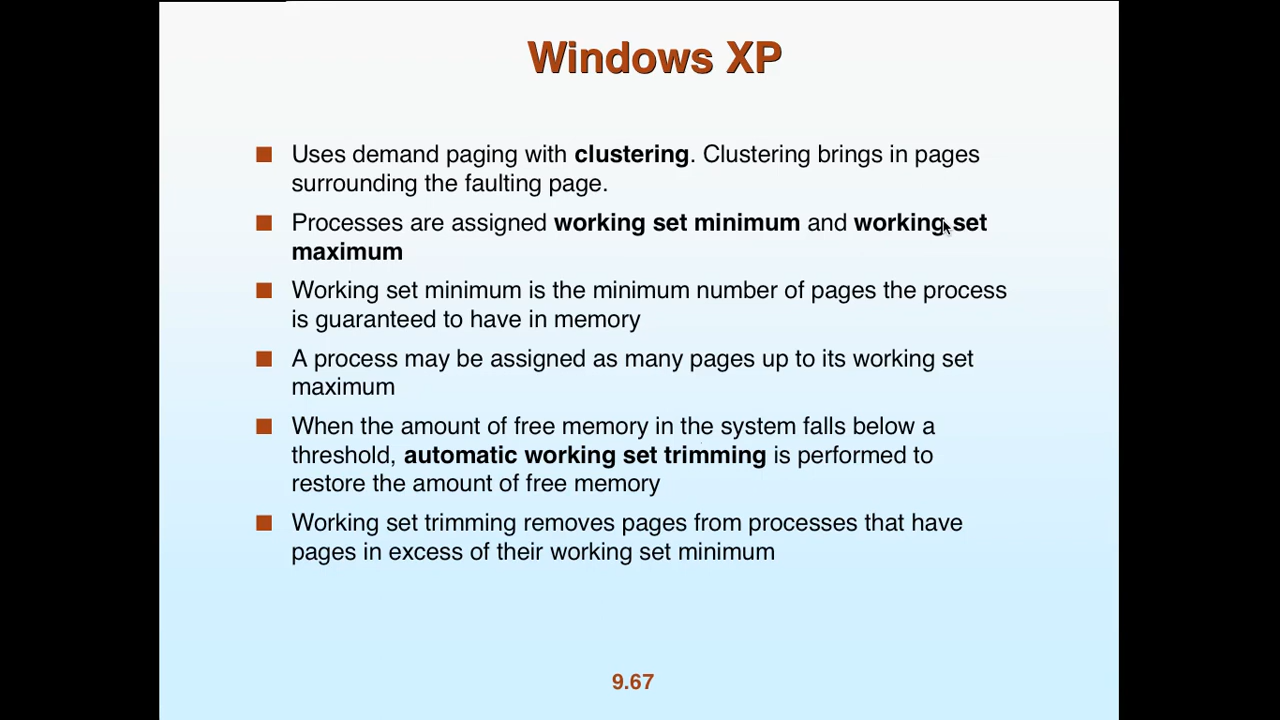 Windows XP
Uses demand paging with clustering. Clustering brings in pages
surrounding the faulting page.
Processes are assigned working set minimum and working set
maximum
Working set minimum is the minimum number of pages the process
is guaranteed to have in memory
A process may be assigned as many pages up to its working set
maximum
When the amount of free memory in the system falls below a
threshold, automatic working set trimming is performed to
restore the amount of free memory
Working set trimming removes pages from processes that have
pages in excess of their working set minimum
9.67